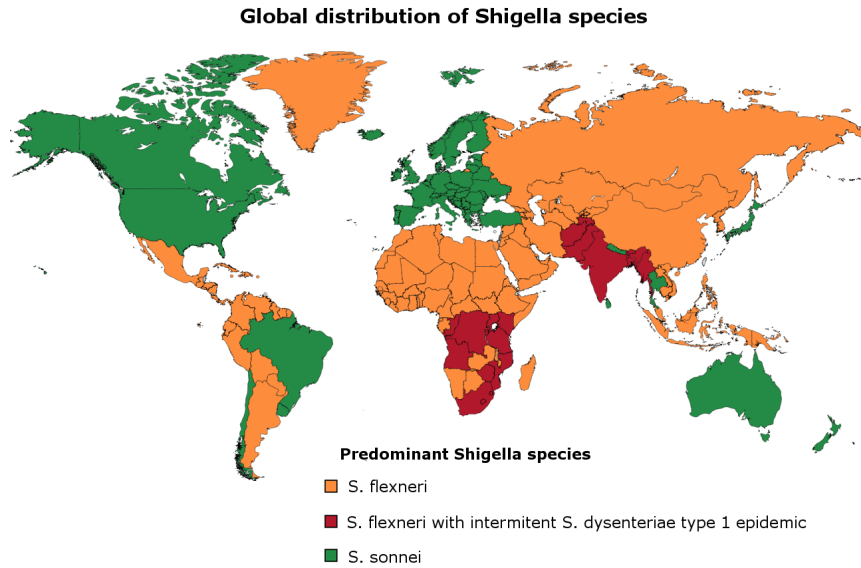 Global distribution of Shigella species
Predominant Shigella species
S. flexneri
S. flexneri with intermitent S. dysenteriae type 1 epidemic
S. sonnei